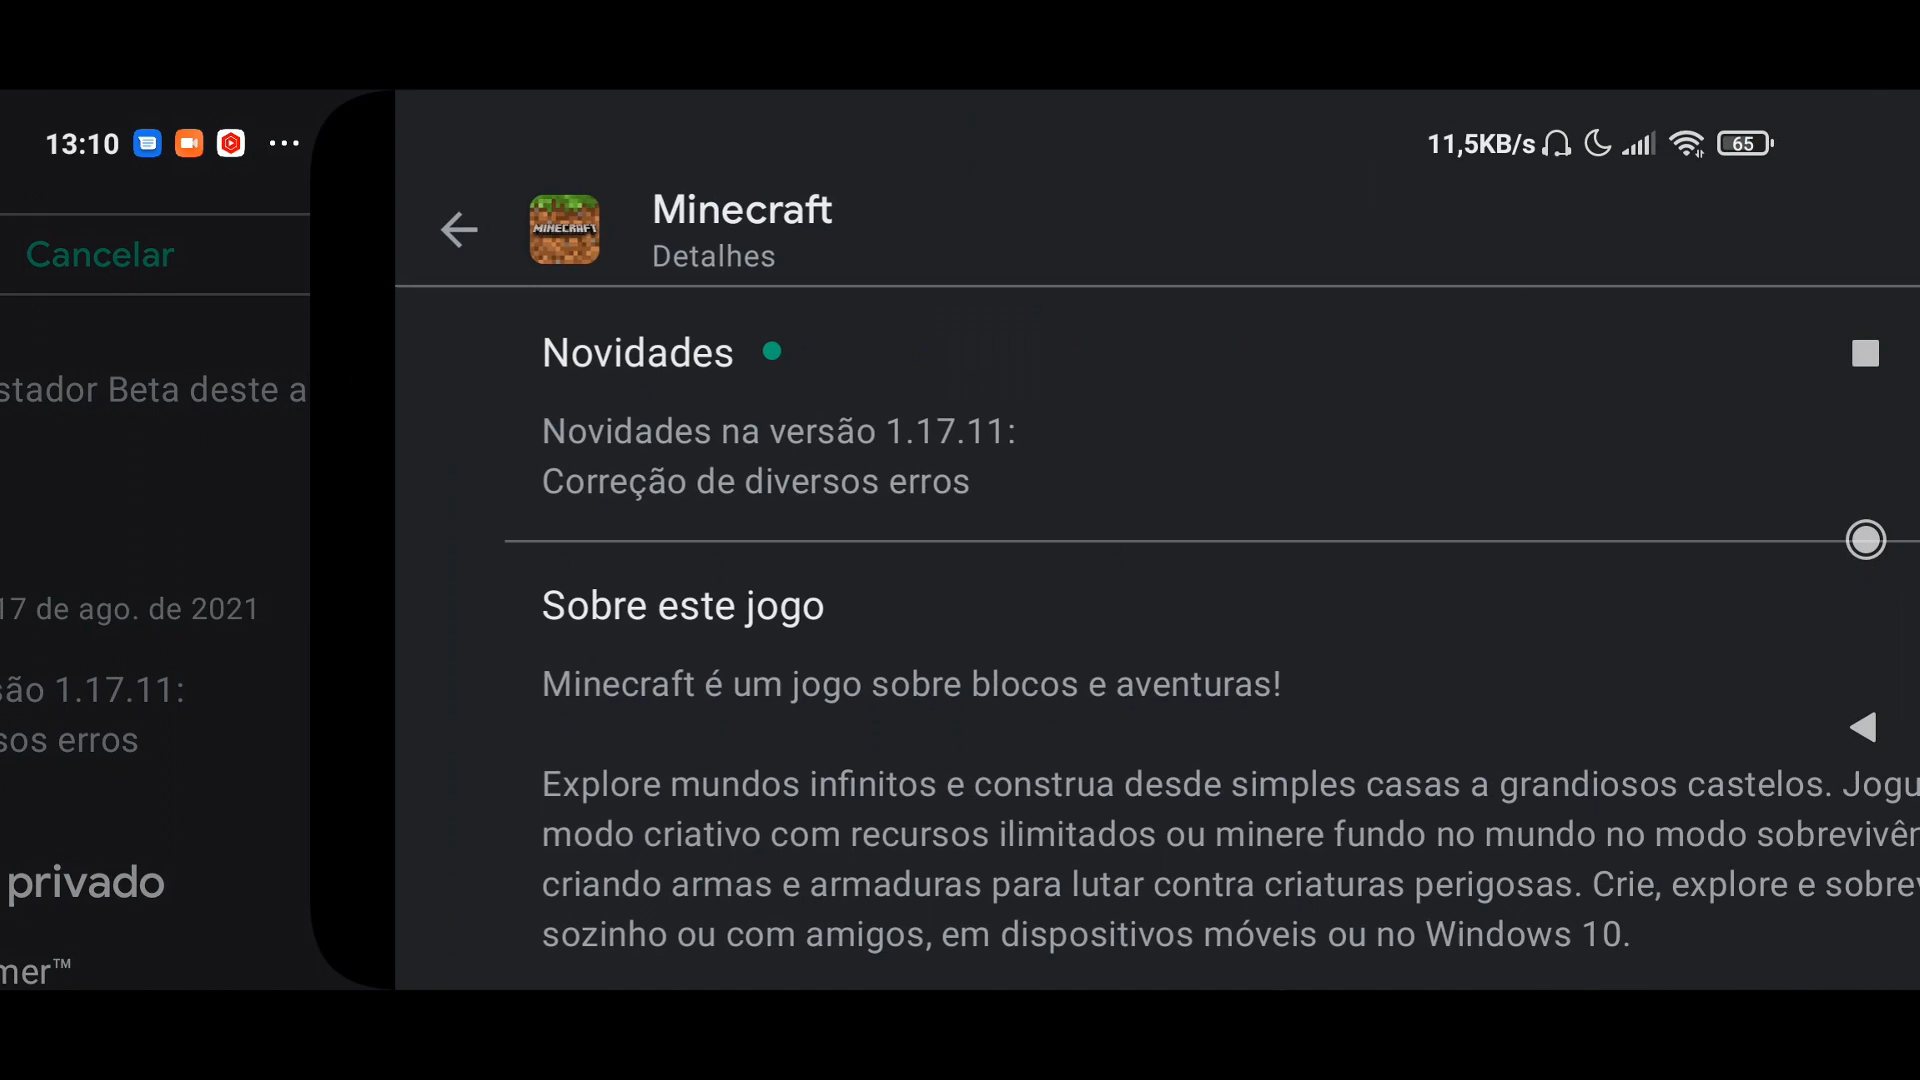 13:10
11,5KB/s
65
Cancelar
MINECRAFT
Minecraft
Detalhes
Novidades
stador Beta deste a
Novidades na versão 1.17.11:
Correção de diversos erros
17 de ago. de 2021
Sobre este jogo
são 1.17.11:
sos erros
Minecraft é um jogo sobre blocos e aventuras!
Explore mundos infinitos e construa desde simples casas a grandiosos castelos. Jogu
modo criativo com recursos ilimitados ou minere fundo no mundo no modo sobrevivên
criando armas e armaduras para lutar contra criaturas perigosas. Crie, explore e sobrev
sozinho ou com amigos, em dispositivos móveis ou no Windows 10.
privado
mer™